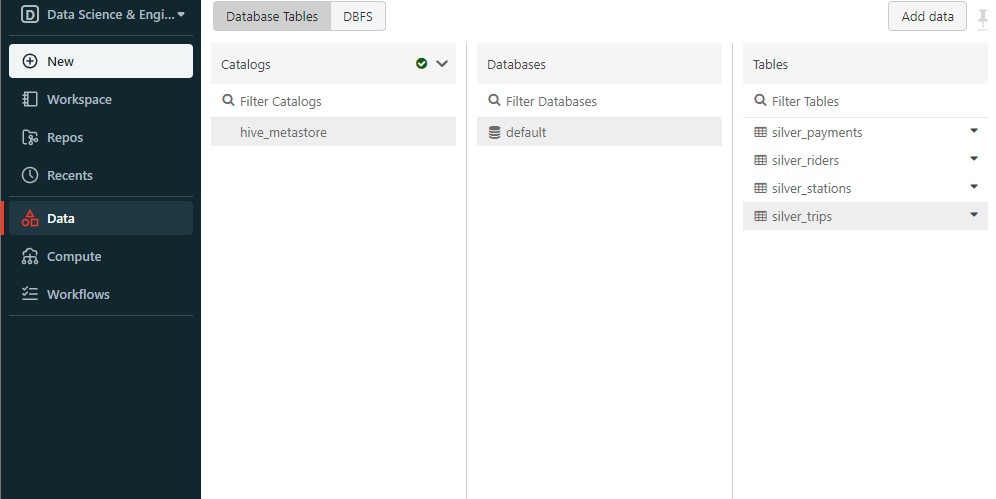 D Data Science & Engi...
New
Workspace
Repos
Recents
Data
Compute
Workflows
Database Tables DBFS
Add data
Catalogs
Filter Catalogs
hive_metastore
Databases
Filter Databases
default
Tables
Filter Tables
silver_payments
silver_riders
silver_stations
silver_trips